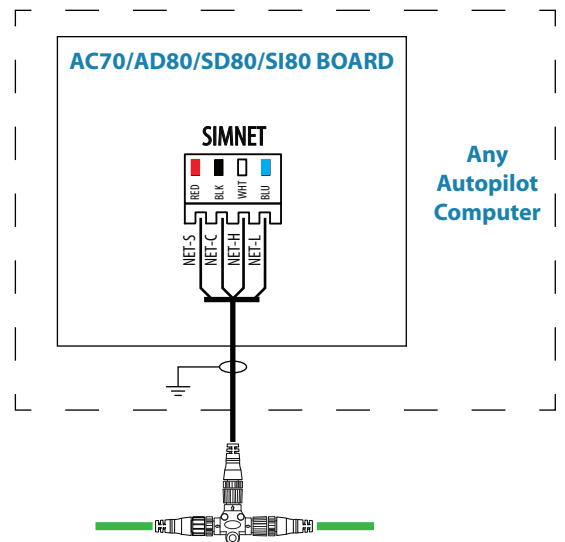 AC70/AD80/SD80/SI80 BOARD
SIMNET
RED BLK WHT BLU
NET-S NET-C NET-H NET-L
Any
Autopilot
Computer